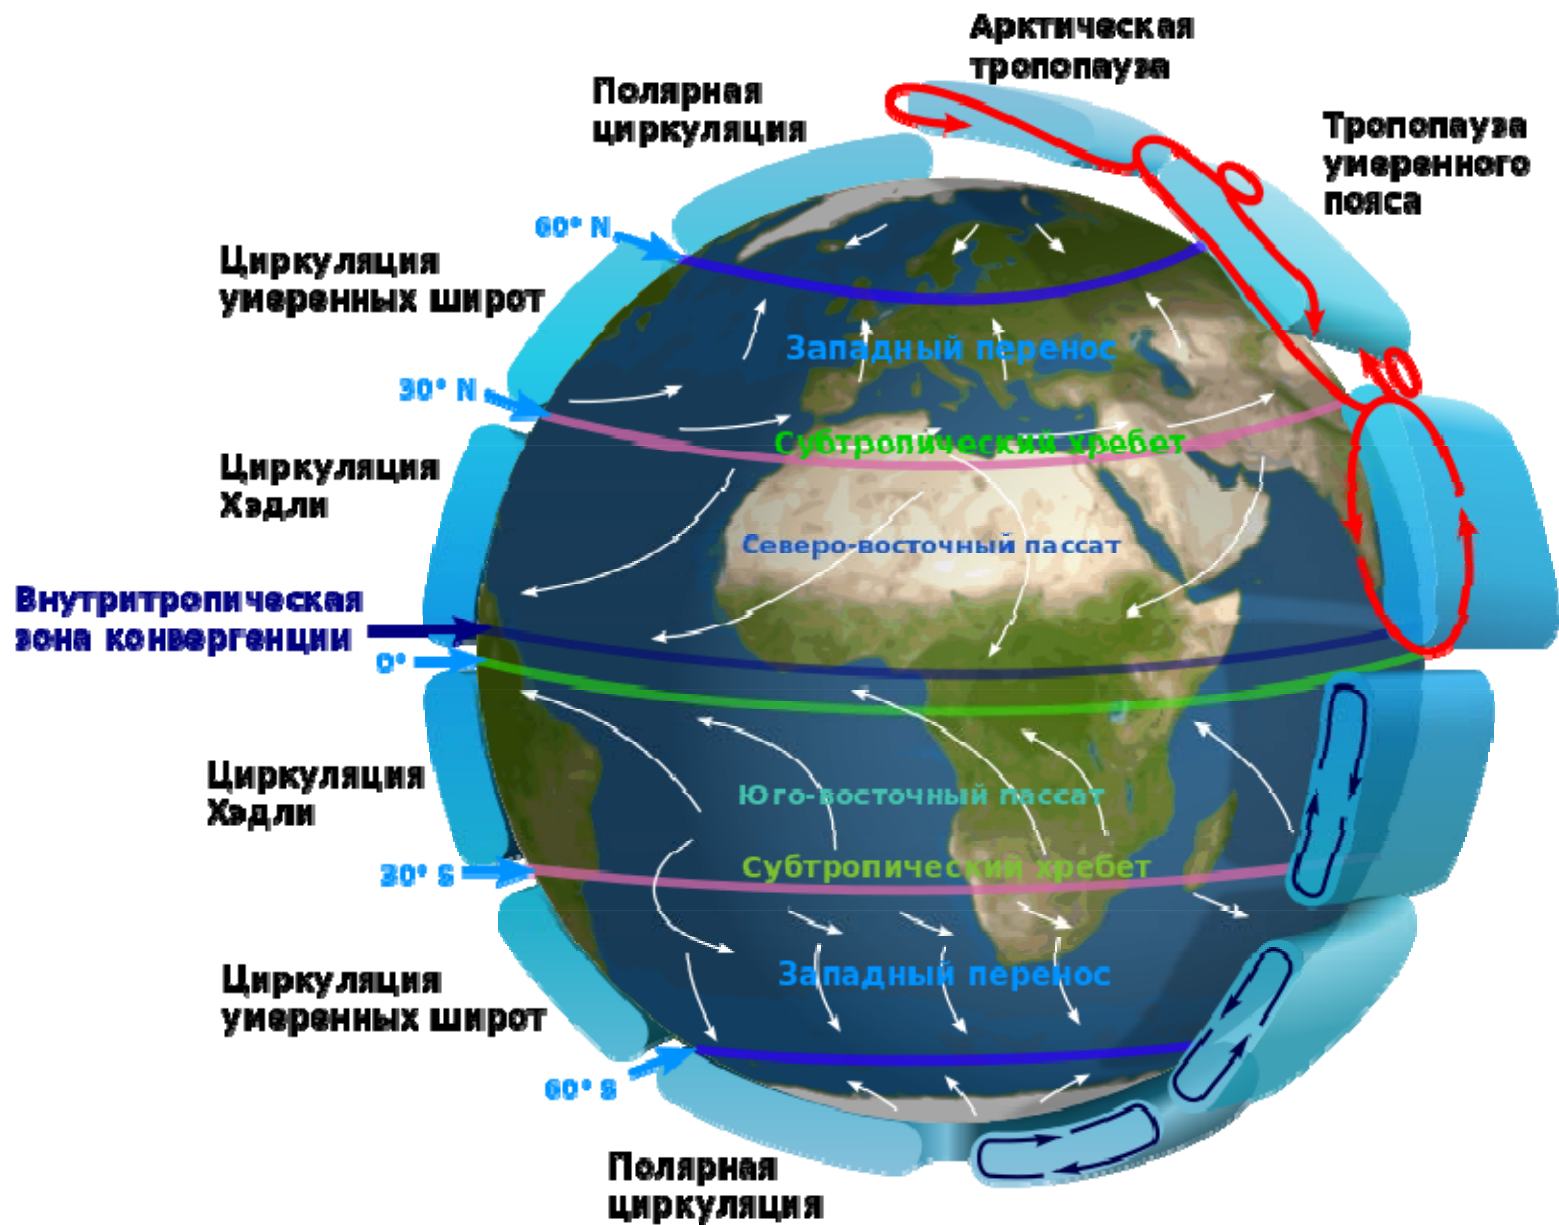 Арктическая
тропопауза
Полярная
циркуляция
Тропопауза
умеренного
пояса
60° N
Циркуляция
умеренных широт
Западный перенос
30° N
Субтропический хребет
Циркуляция
Хэдли
Северо-восточный пассат
Внутритропическая
зона конвергенции
0°
Циркуляция
Хэдли
Юго-восточный пассат
Субтропический хребет
30° S
Западный перенос
Циркуляция
умеренных широт
60° S
Полярная
циркуляция